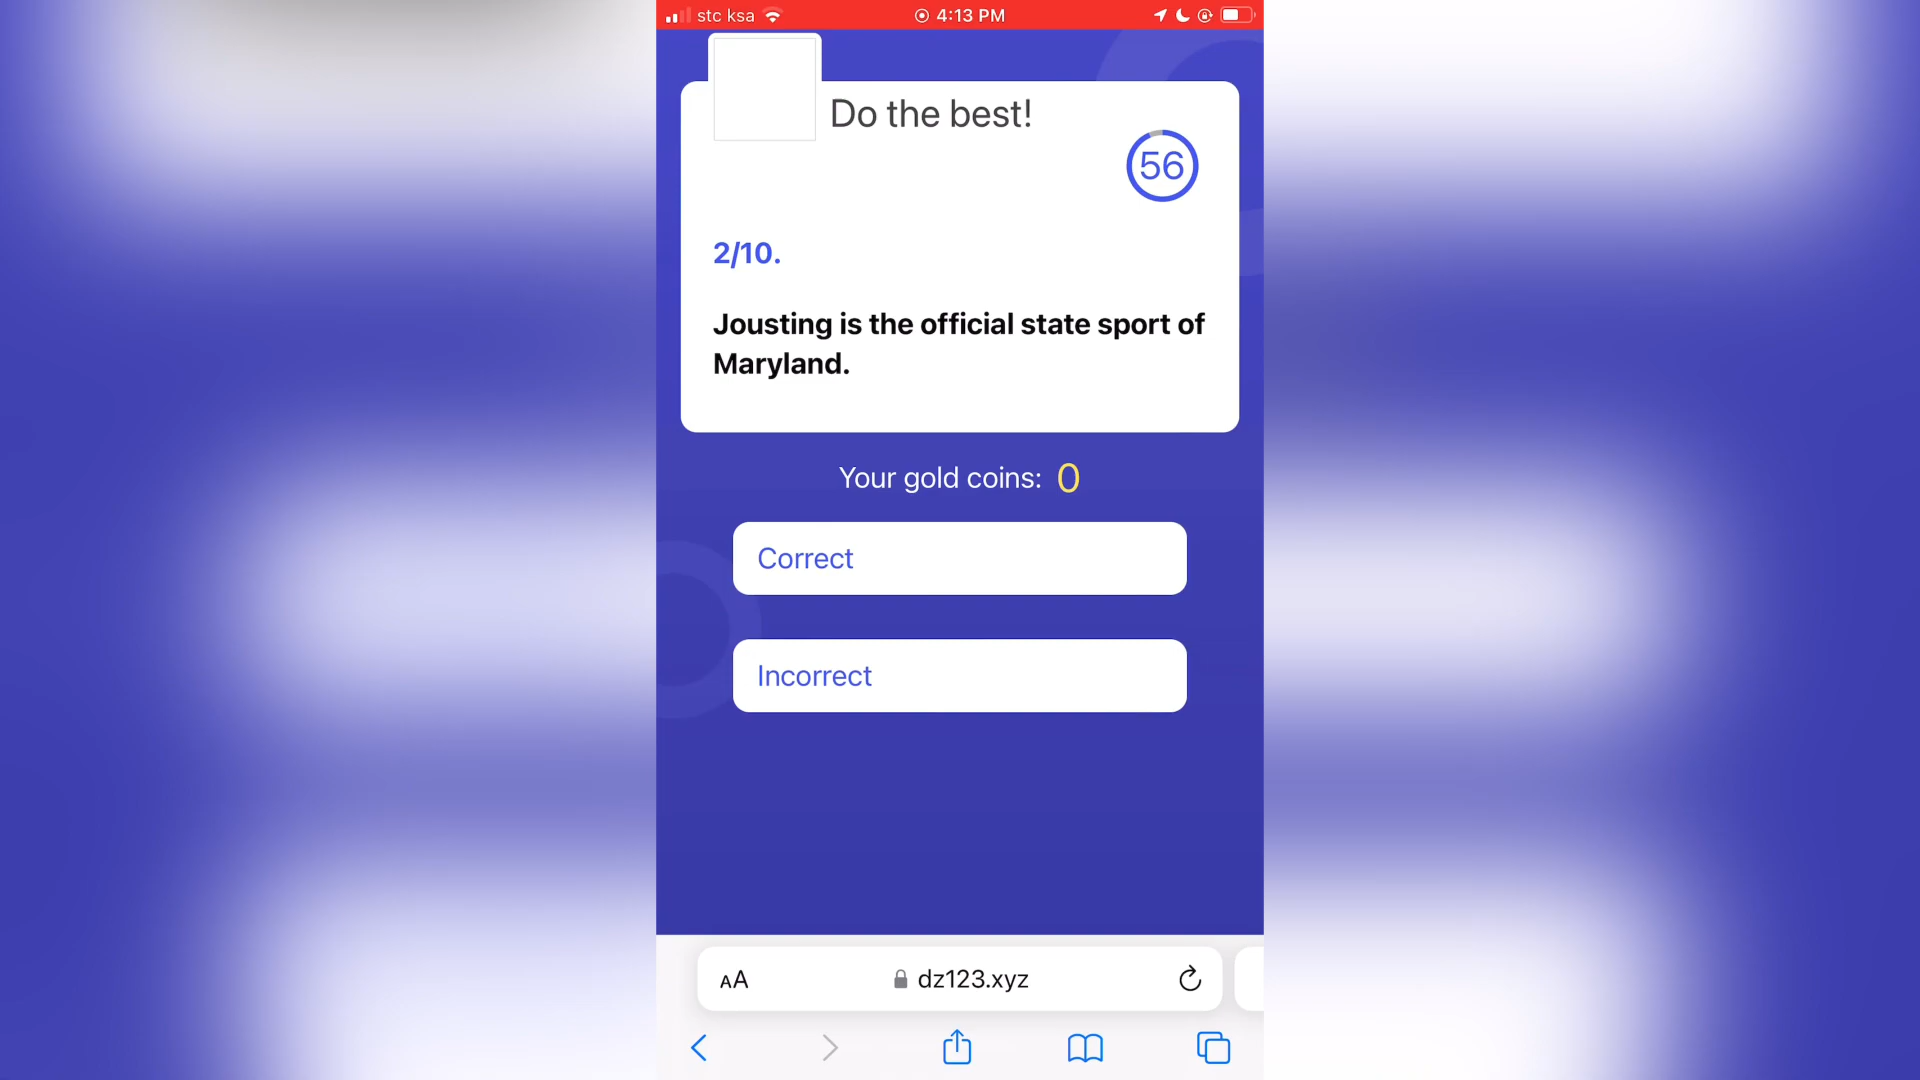 stc ksa 4:13 PM
Do the best!
56
2/10.
Jousting is the official state sport of
Maryland.
Your gold coins: 0
Correct
Incorrect
AA dz123.xyz